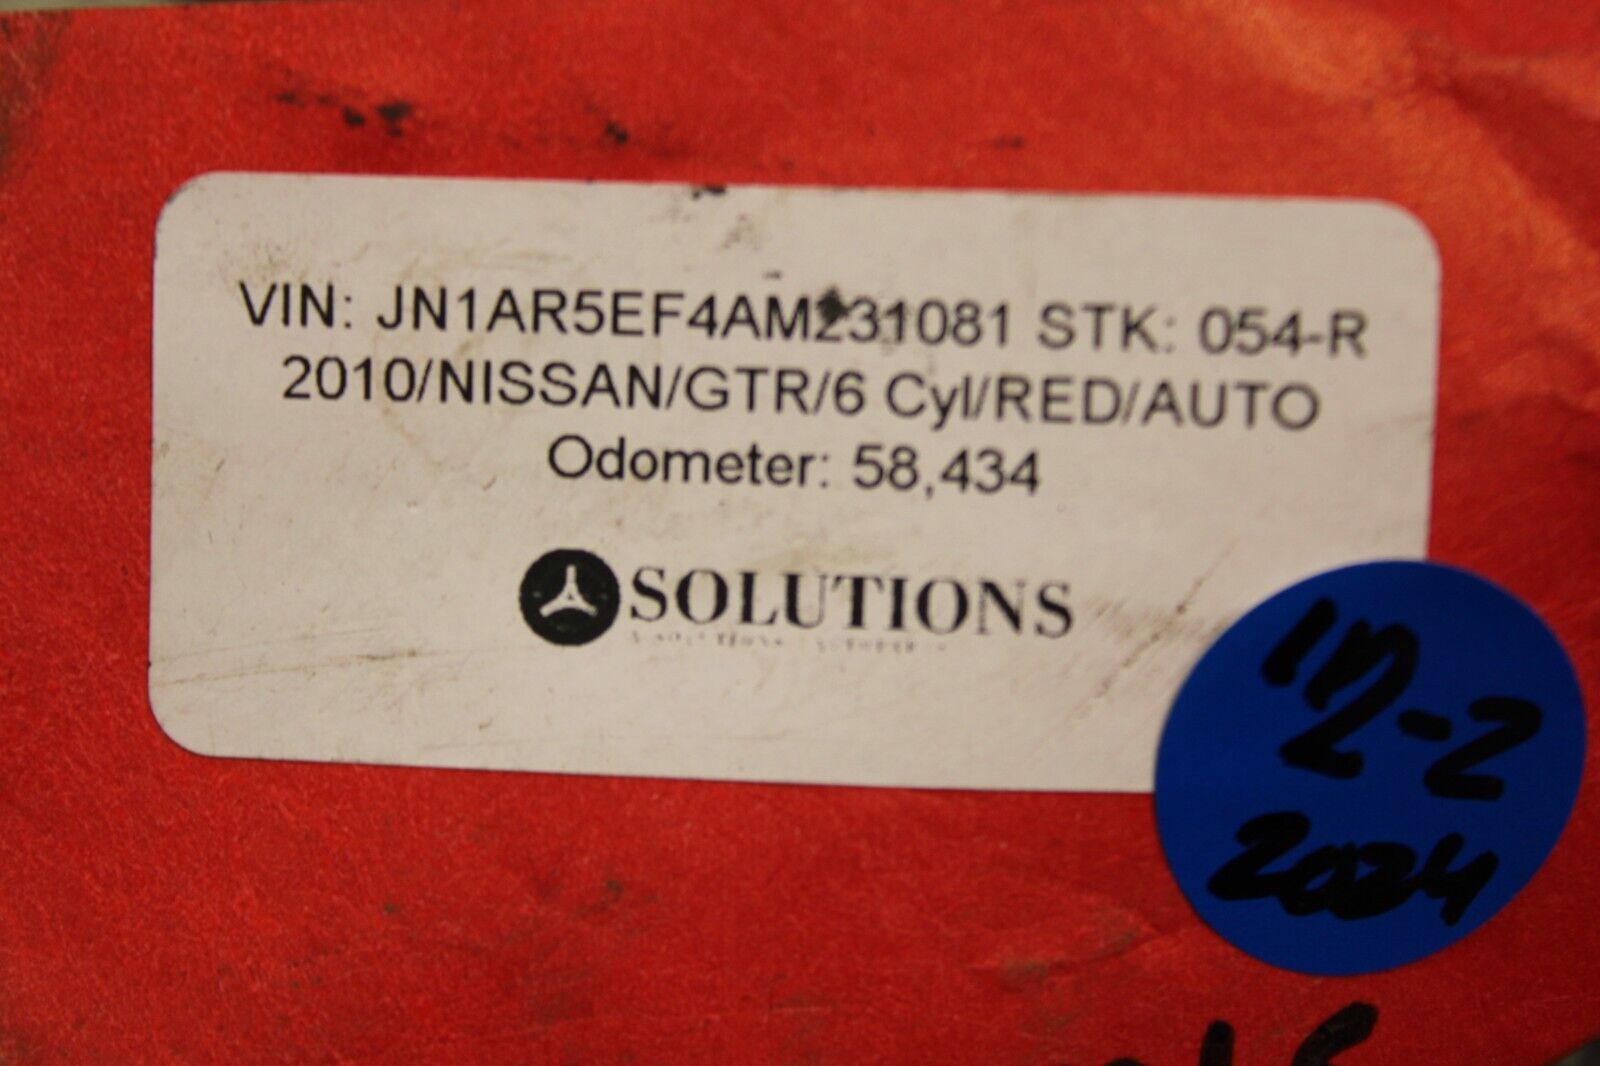 VIN: JN1AR5EF4AM231081 STK: 054-R
2010/NISSAN/GTR/6 Cyl/RED/AUTO
Odometer: 58,434
SOLUTIONS
12-2
2024